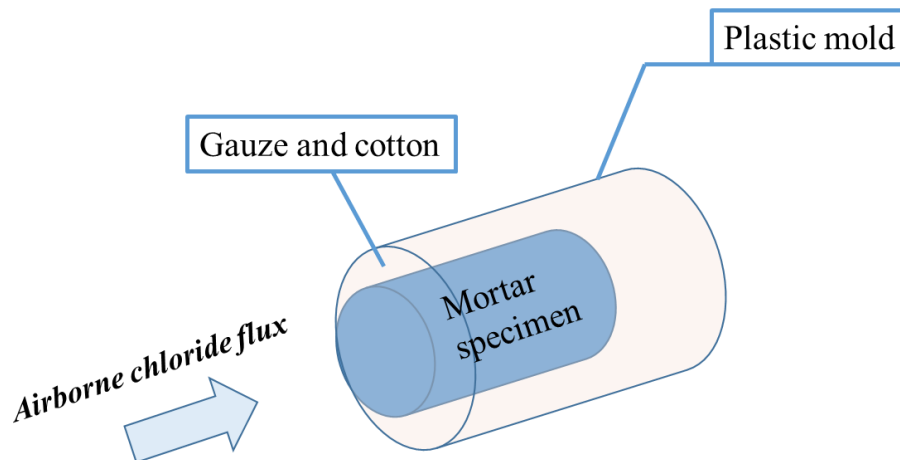 Plastic mold
Gauze and cotton
Mortar
specimen
Airborne chloride flux